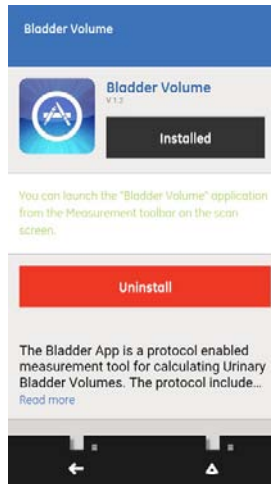 Bladder Volume
Bladder Volume
V 1.2
Installed
You can launch the "Bladder Volume" application
from the Measurement toolbar on the scan
screen.
Uninstall
The Bladder App is a protocol enabled
measurement tool for calculating Urinary
Bladder Volumes. The protocol include...
Read more